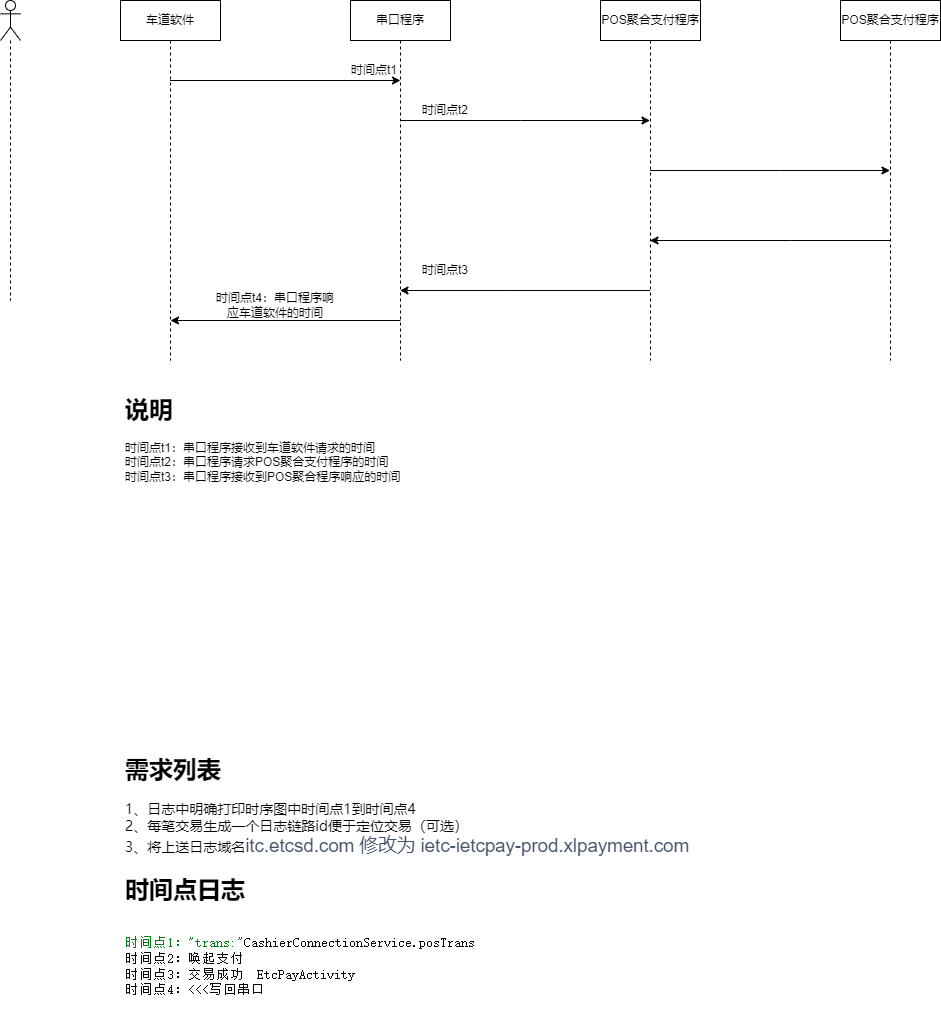 车道软件
串口程序
POS聚合支付程序
POS聚合支付程序
时间点t1
时间点t2
时间点t3
时间点t4：串口程序响
应车道软件的时间
说明
时间点t1：串口程序接收到车道软件请求的时间
时间点t2：串口程序请求POS聚合支付程序的时间
时间点t3：串口程序接收到POS聚合程序响应的时间
需求列表
1、日志中明确打印时序图中时间点1到时间点4
2、每笔交易生成一个日志链路id便于定位交易（可选）
3、将上送日志域名itc.etcsd.com 修改为 ietc-ietcpay-prod.xlpayment.com
时间点日志
时间点1："trans:"CashierConnectionService.posTrans
时间点2：唤起支付
时间点3：交易成功 EtcPayActivity
时间点4：<<<写回串口